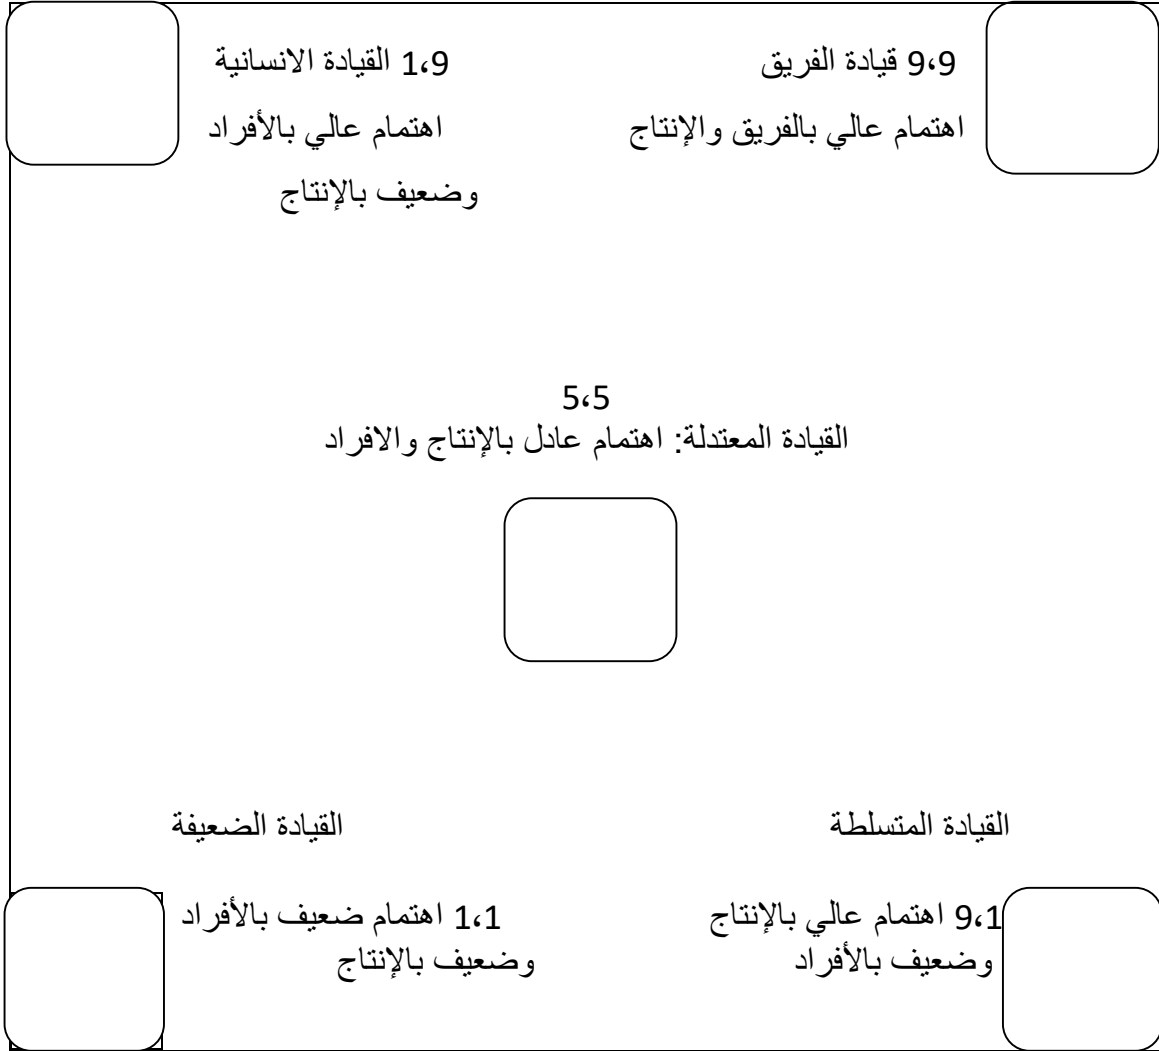 9،9 قيادة الفريق
اهتمام عالي بالفريق والإنتاج
1،9 القيادة الانسانية
اهتمام عالي بالأفراد
وضعيف بالإنتاج
5،5
القيادة المعتدلة: اهتمام عادل بالإنتاج والافراد
القيادة المتسلطة
9،1 اهتمام عالي بالإنتاج
وضعيف بالأفراد
القيادة الضعيفة
1،1 اهتمام ضعيف بالأفراد
وضعيف بالإنتاج